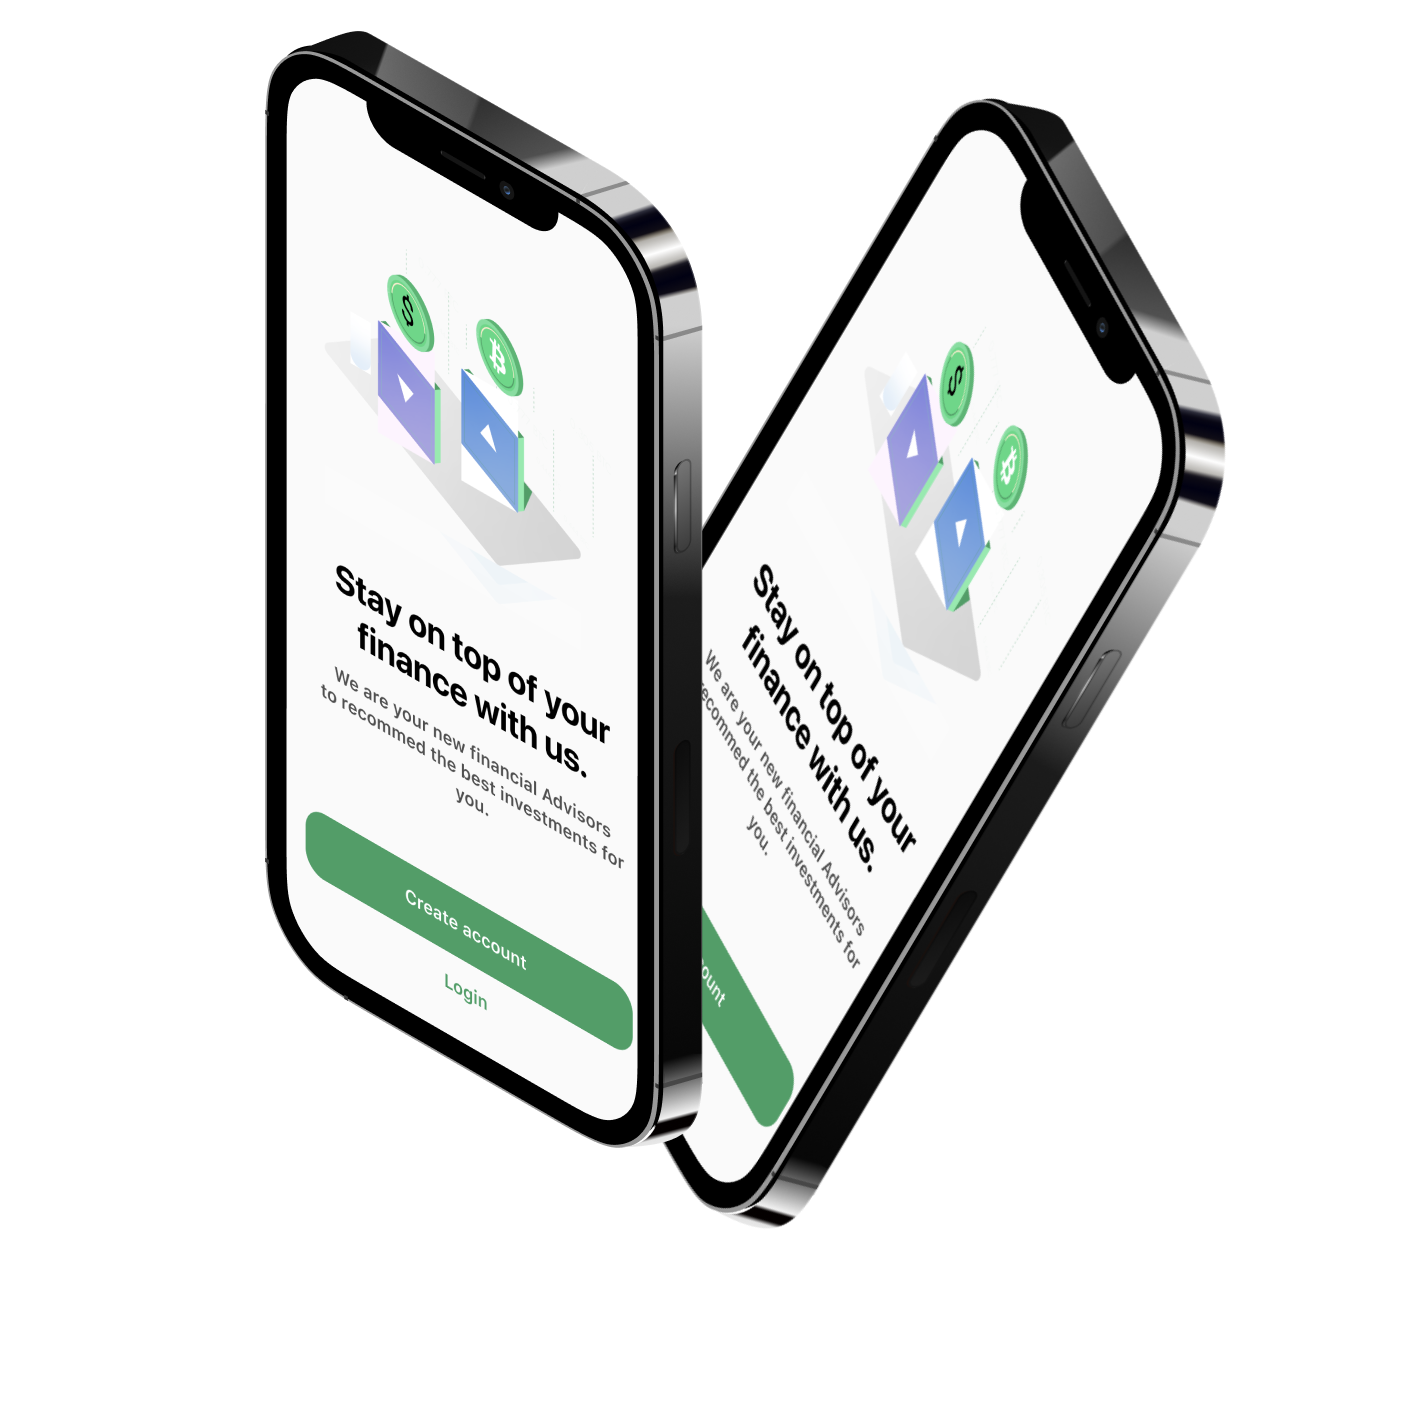 Stay on top of your
finance with us.
We are your new financial Advisors
to recommed the best investments for
you.
Create account
Login
Stay on top of your
finance with us.
We are your new financial Advisors
recommed the best investments for
you.
ount